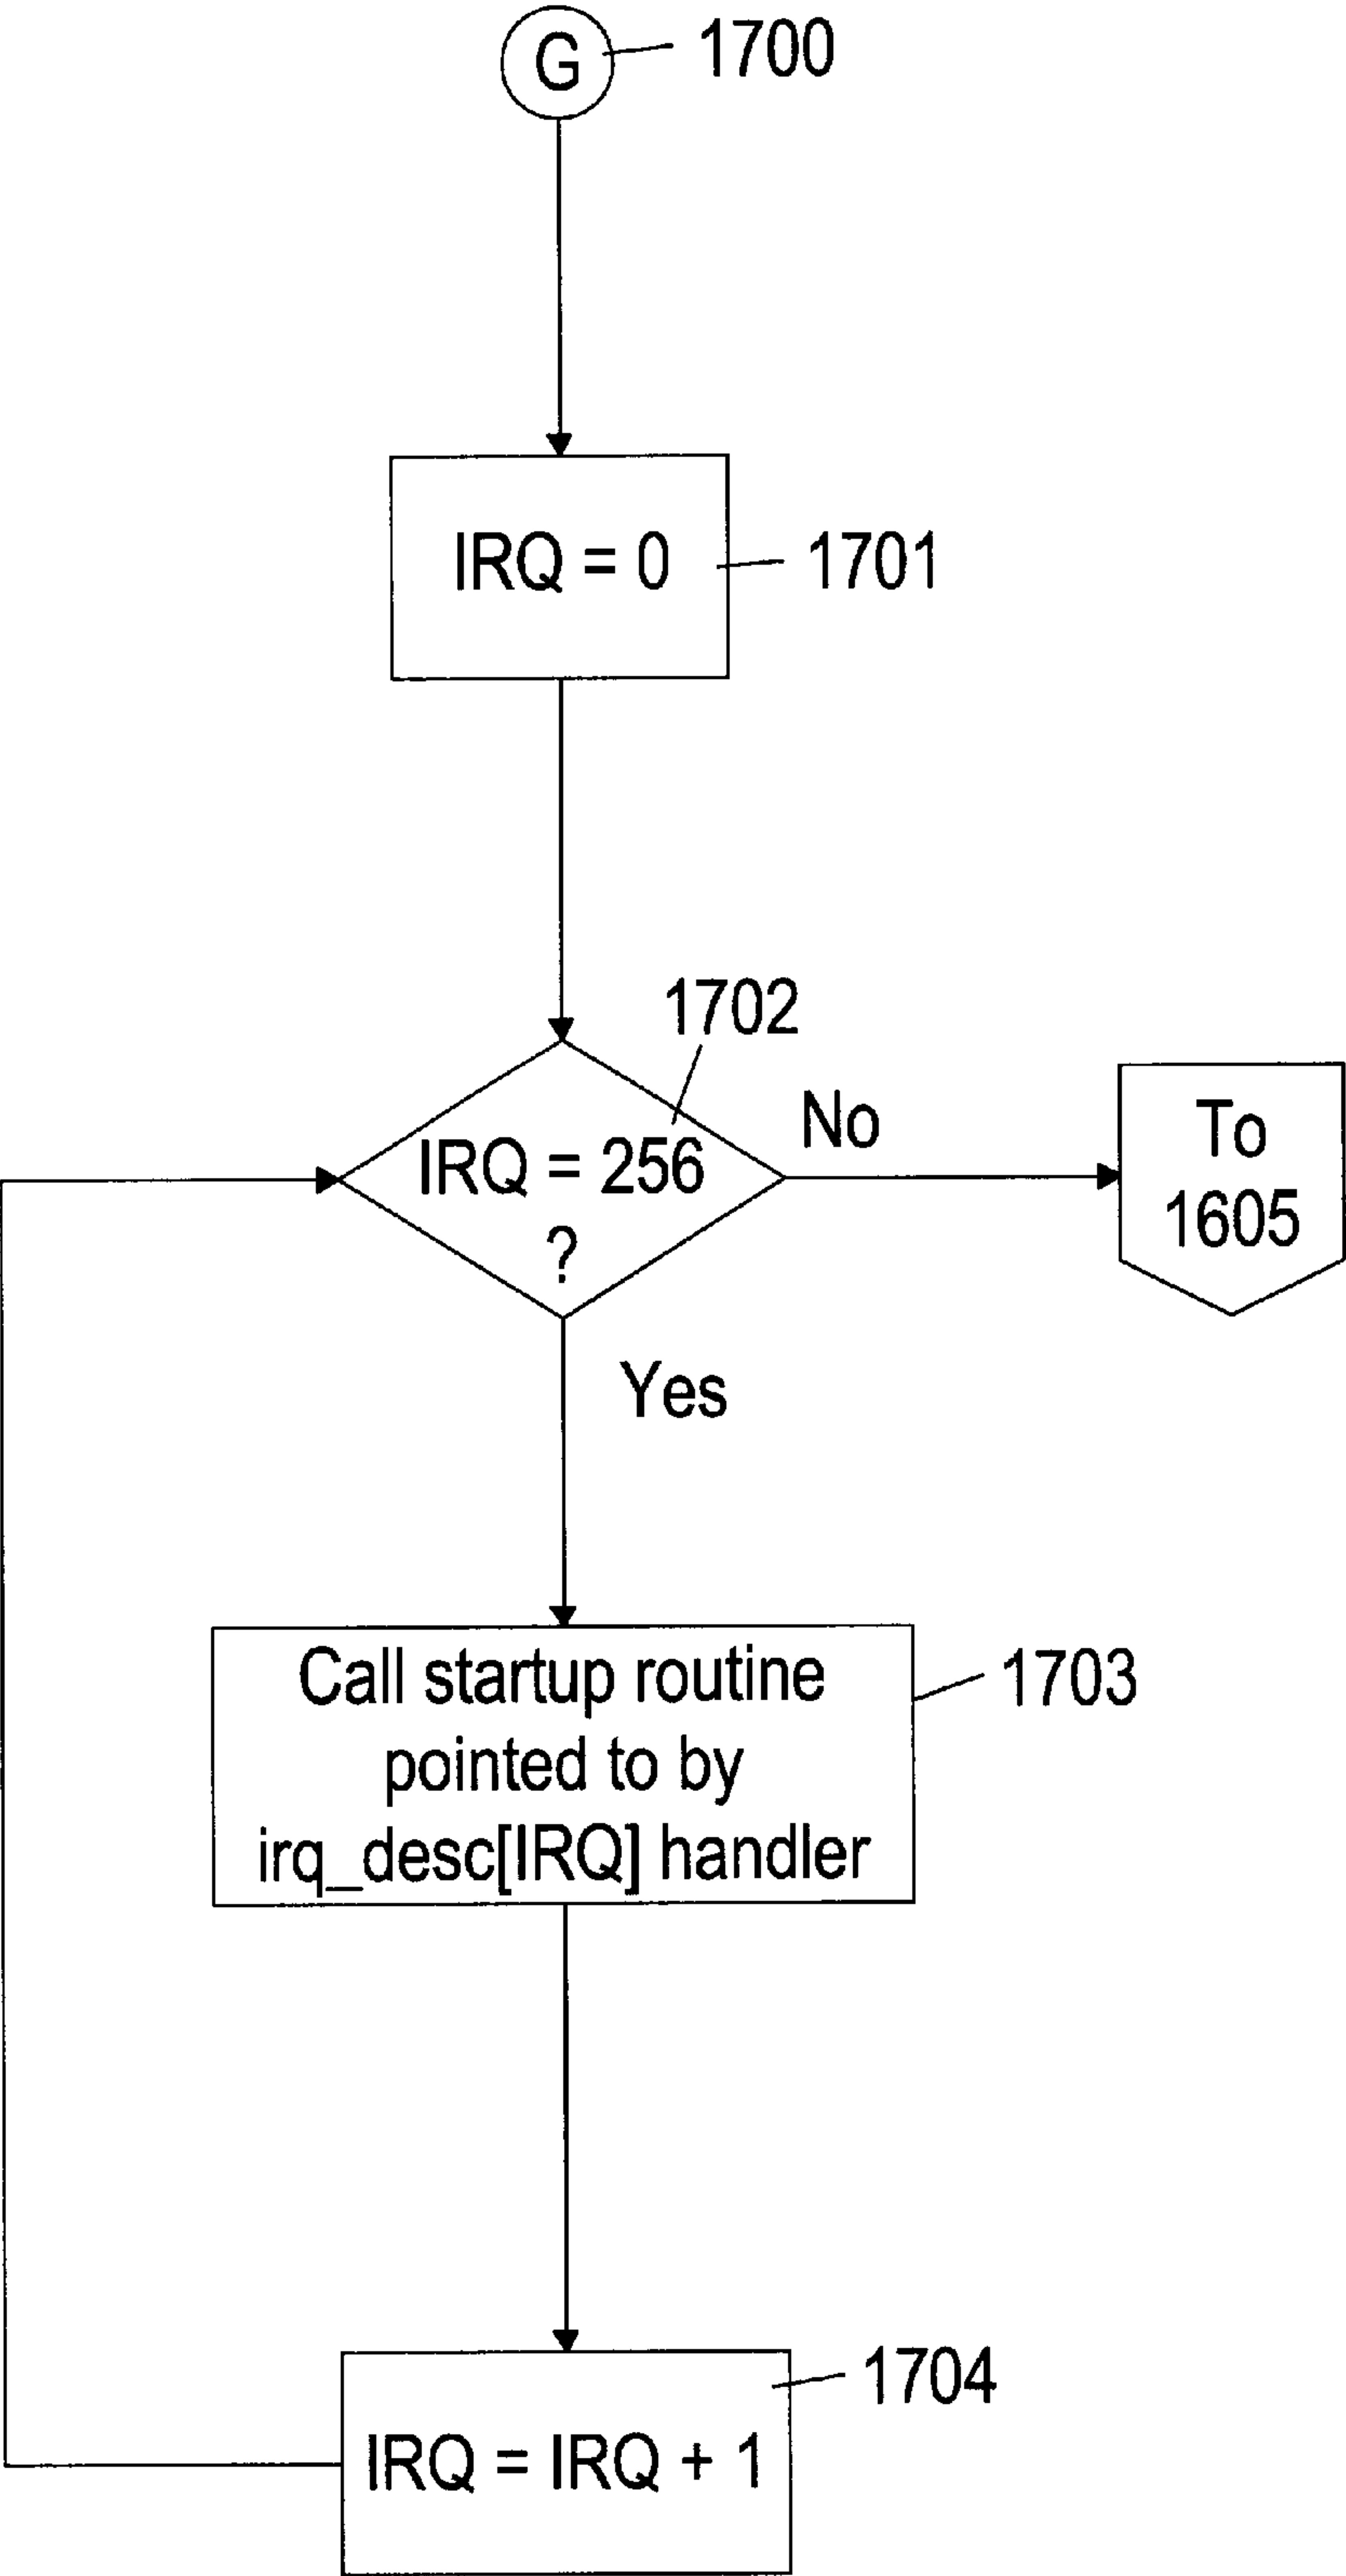 G
1700
IRQ = 0
1701
1702
IRQ = 256
?
No
To
1605
Yes
Call startup routine
pointed to by
irq_desc[IRQ] handler
1703
1704
IRQ = IRQ + 1